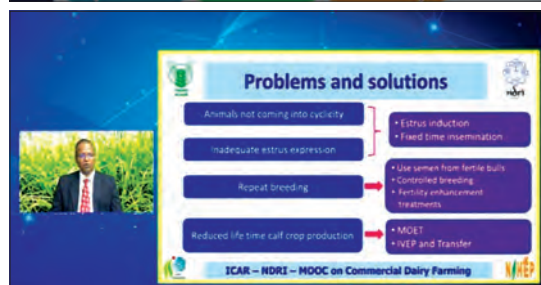 Problems and solutions
Animals not coming into cyclicity
Inadequate estrus expression
• Estrus induction
• Fixed time insemination
Repeat breeding
• Use semen from fertile bulls
• Controlled breeding
• Fertility enhancement
treatments
Reduced life time calf crop production
• MOET
• IVEP and Transfer
ICAR – NDRI – MOOC on Commercial Dairy Farming
NAHEP